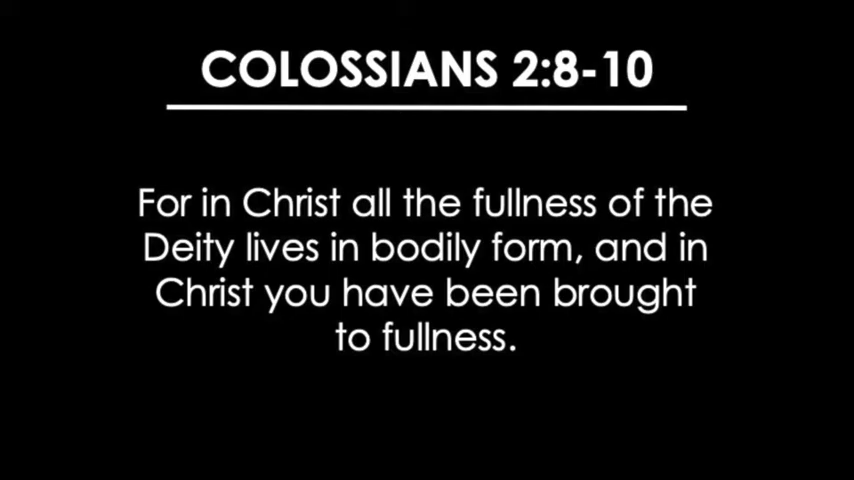 COLOSSIANS 2:8-10
For in Christ all the fullness of the
Deity lives in bodily form, and in
Christ you have been brought
to fullness.